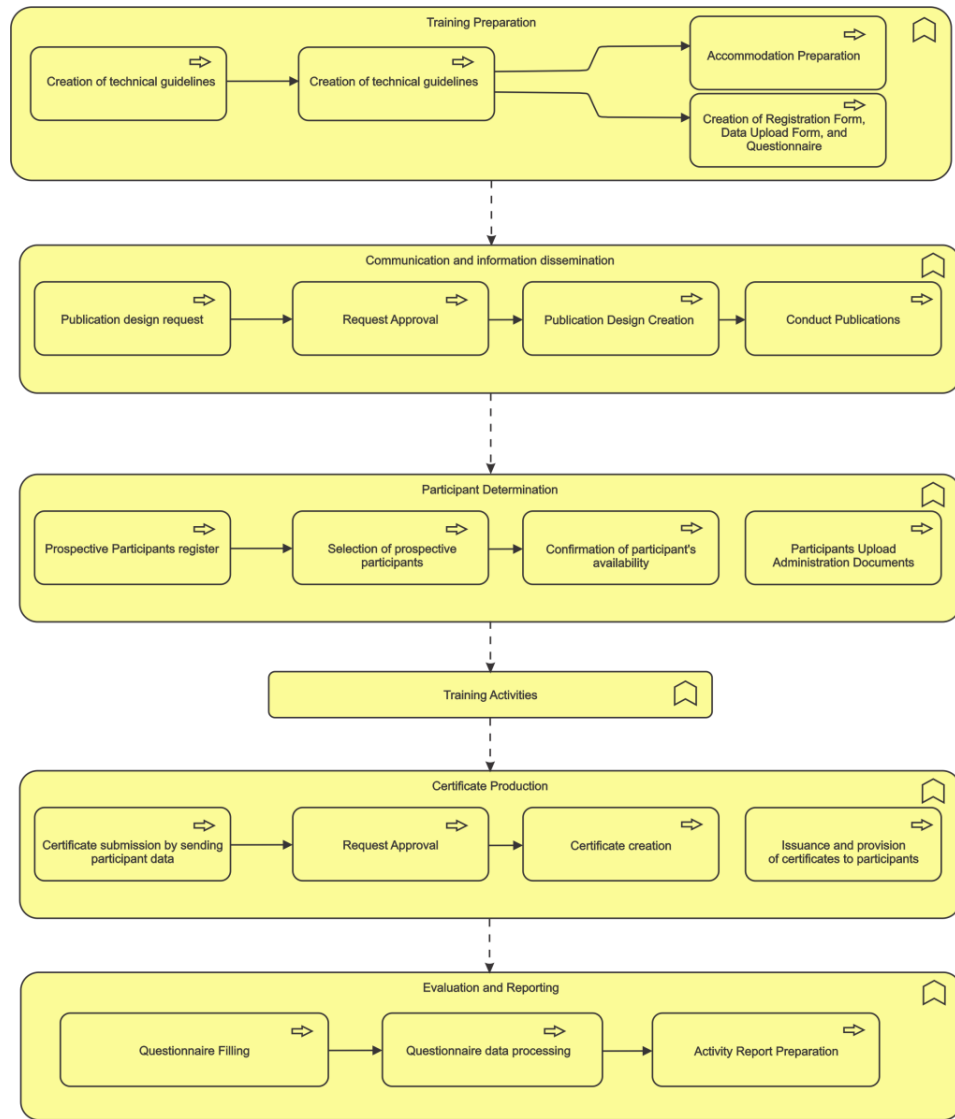 Training Preparation
Creation of technical guidelines
Creation of technical guidelines
Accommodation Preparation
Creation of Registration Form,
Data Upload Form, and
Questionnaire
Communication and information dissemination
Publication design request
Request Approval
Publication Design Creation
Conduct Publications
Participant Determination
Prospective Participants register
Selection of prospective
participants
Confirmation of participant's
availability
Participants Upload
Administration Documents
Training Activities
Certificate Production
Certificate submission by sending
participant data
Request Approval
Certificate creation
Issuance and provision
of certificates to participants
Evaluation and Reporting
Questionnaire Filling
Questionnaire data processing
Activity Report Preparation